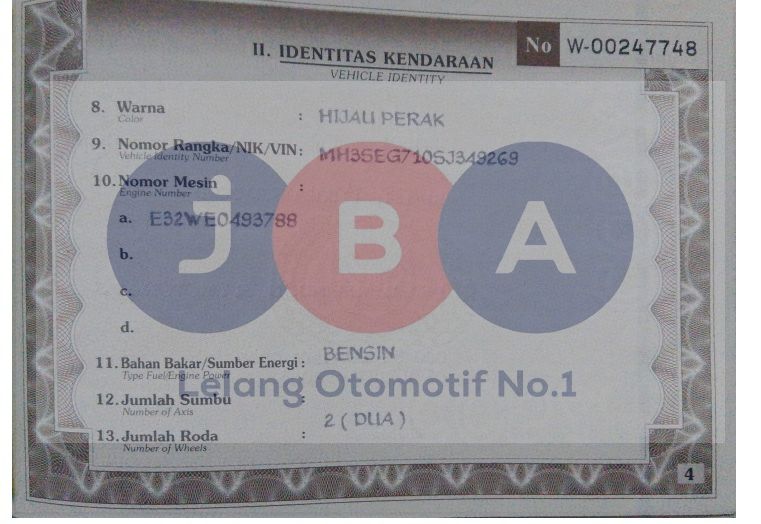 II. IDENTITAS KENDARAAN
VEHICLE IDENTITY
No W-00247748
8. Warna : HIJAU PERAK
Color
9. Nomor Rangka/NIK/VIN: MH3SEG710SJ349269
Vehicle Identity Number
10. Nomor Mesin :
Engine Number
a. E32WE0493788
b.
c.
d.
11. Bahan Bakar/Sumber Energi : BENSIN
Type Fuel/Engine Power
12. Jumlah Sumbu :
Number of Axis
2 ( DUA )
13. Jumlah Roda :
Number of Wheels
4
JBA
Lelang Otomotif No.1